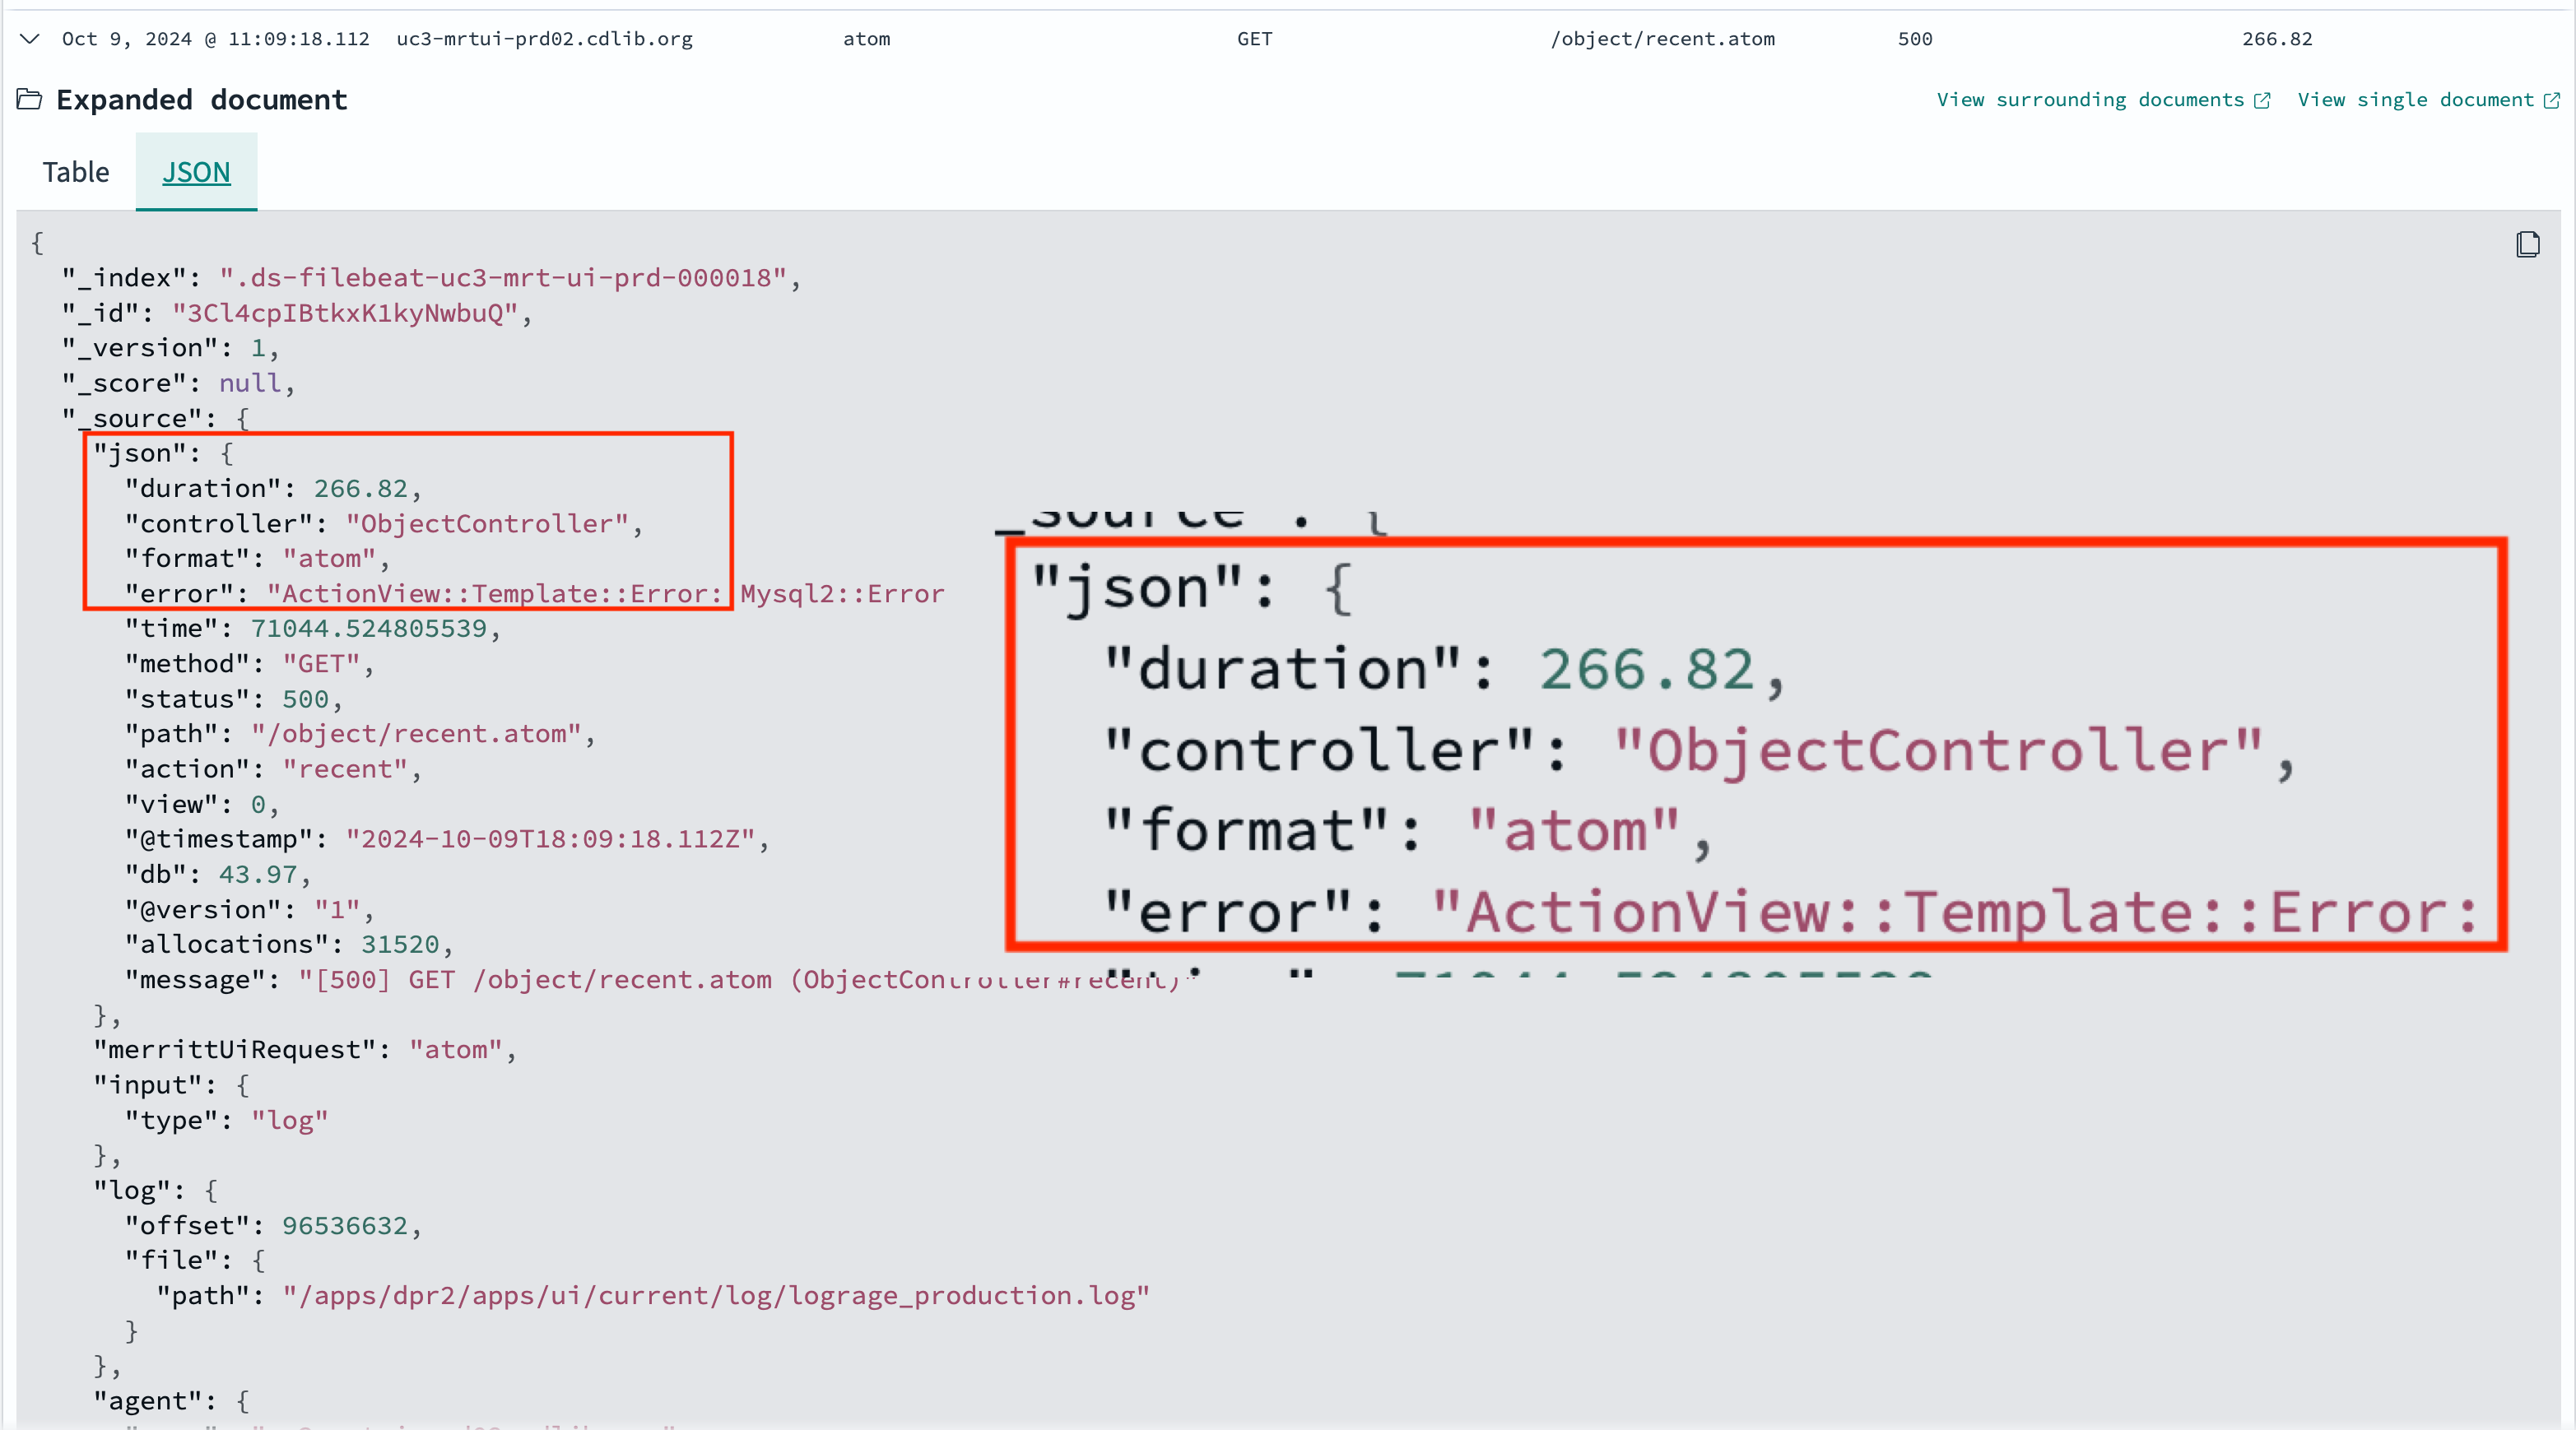 Oct 9, 2024 @ 11:09:18.112 uc3-mrtui-prd02.cdlib.org atom GET /object/recent.atom 500 266.82
Expanded document View surrounding documents View single document
Table JSON
{
"_index": ".ds-filebeat-uc3-mrt-ui-prd-000018",
"_id": "3Cl4cpIBtkxK1kyNwbuQ",
"_version": 1,
"_score": null,
"_source": {
"json": {
"duration": 266.82,
"controller": "ObjectController",
"format": "atom",
"error": "ActionView::Template::Error: Mysql2::Error
"time": 71044.524805539,
"method": "GET",
"status": 500,
"path": "/object/recent.atom",
"action": "recent",
"view": 0,
"@timestamp": "2024-10-09T18:09:18.112Z",
"db": 43.97,
"@version": "1",
"allocations": 31520,
"message": "[500] GET /object/recent.atom (ObjectController#recent)"
},
"merrittUiRequest": "atom",
"input": {
"type": "log"
},
"log": {
"offset": 96536632,
"file": {
"path": "/apps/dpr2/apps/ui/current/log/lograge_production.log"
}
},
"agent": {
_source : {
"json": {
"duration": 266.82,
"controller": "ObjectController",
"format": "atom",
"error": "ActionView::Template::Error: